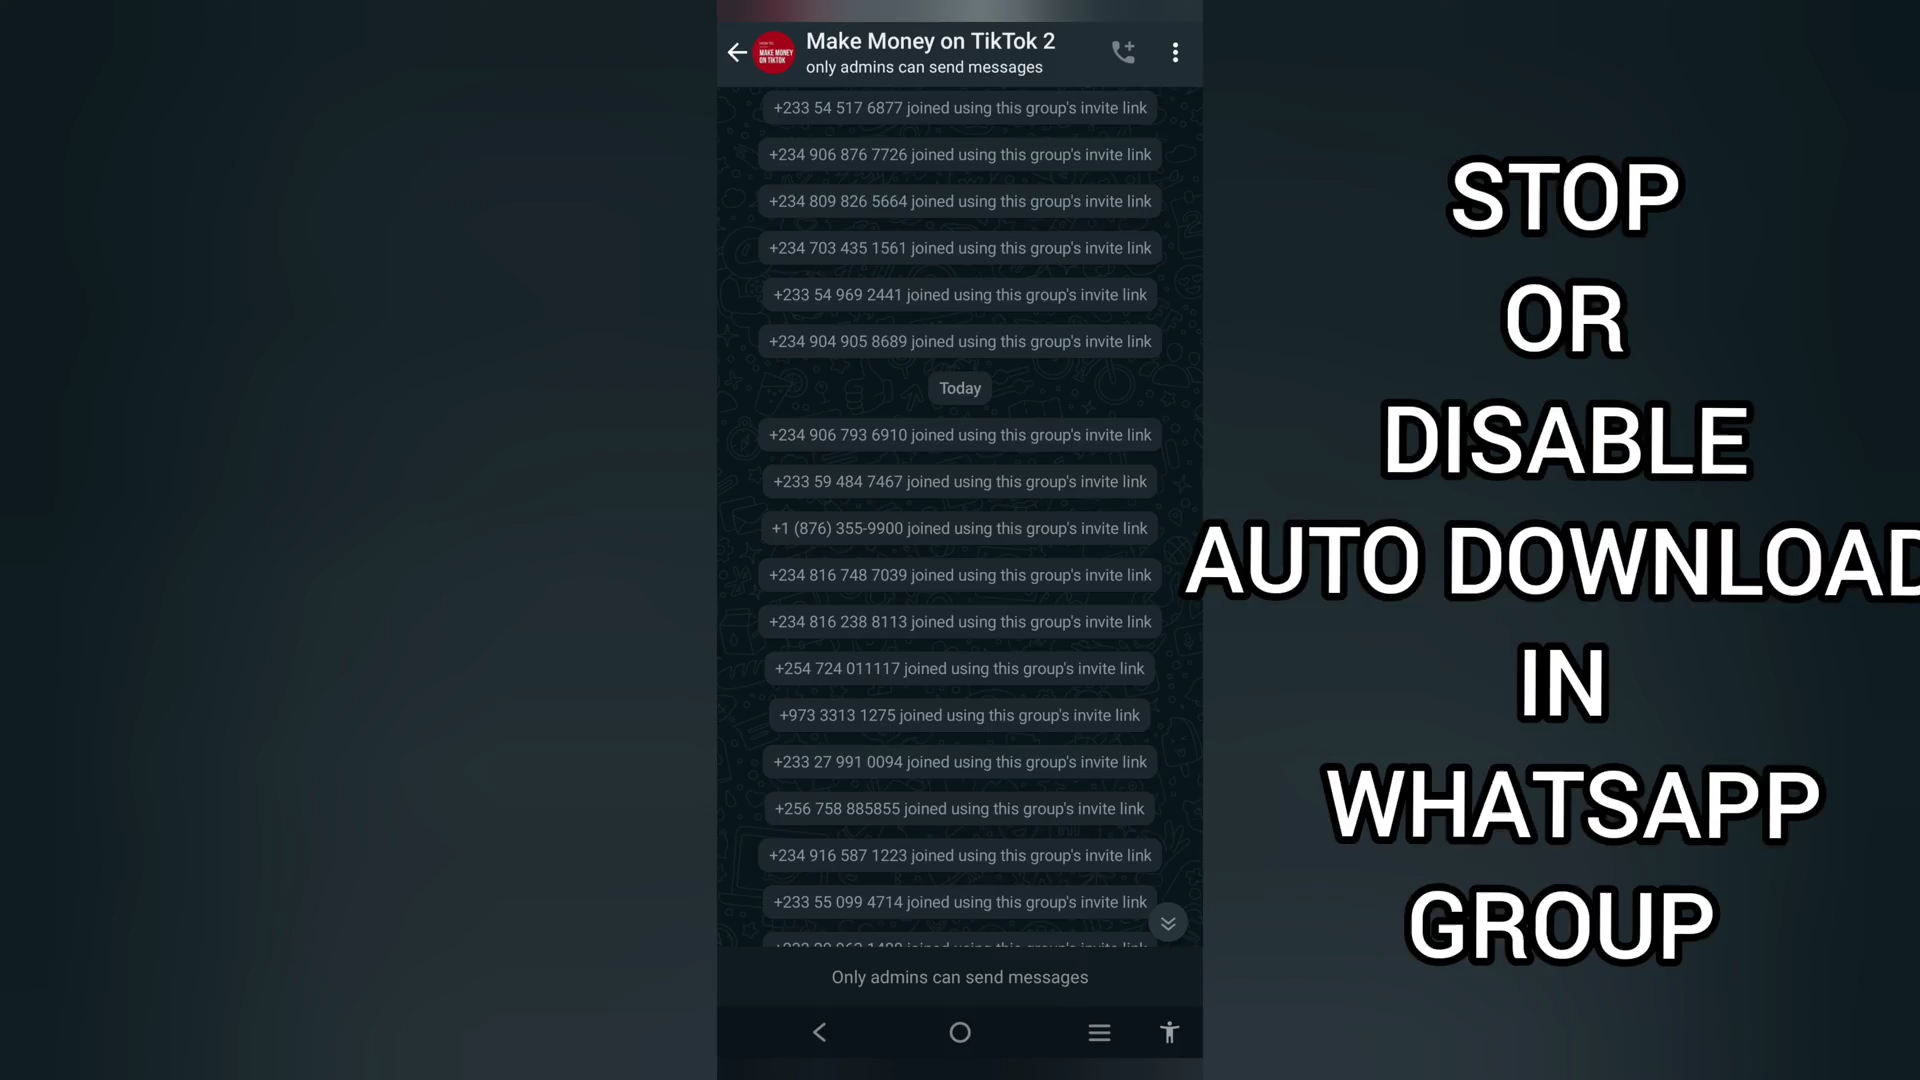 Make Money on TikTok 2
only admins can send messages
MAKE MONEY
ON TIKTOK
+233 54 517 6877 joined using this group's invite link
+234 906 876 7726 joined using this group's invite link
+234 809 826 5664 joined using this group's invite link
+234 703 435 1561 joined using this group's invite link
+233 54 969 2441 joined using this group's invite link
+234 904 905 8689 joined using this group's invite link
Today
+234 906 793 6910 joined using this group's invite link
+233 59 484 7467 joined using this group's invite link
+1 (876) 355-9900 joined using this group's invite link
+234 816 748 7039 joined using this group's invite link
+234 816 238 8113 joined using this group's invite link
+254 724 011117 joined using this group's invite link
+973 3313 1275 joined using this group's invite link
+233 27 991 0094 joined using this group's invite link
+256 758 885855 joined using this group's invite link
+234 916 587 1223 joined using this group's invite link
+233 55 099 4714 joined using this group's invite link
Only admins can send messages
STOP
OR
DISABLE
AUTO DOWNLOAD
IN
WHATSAPP
GROUP